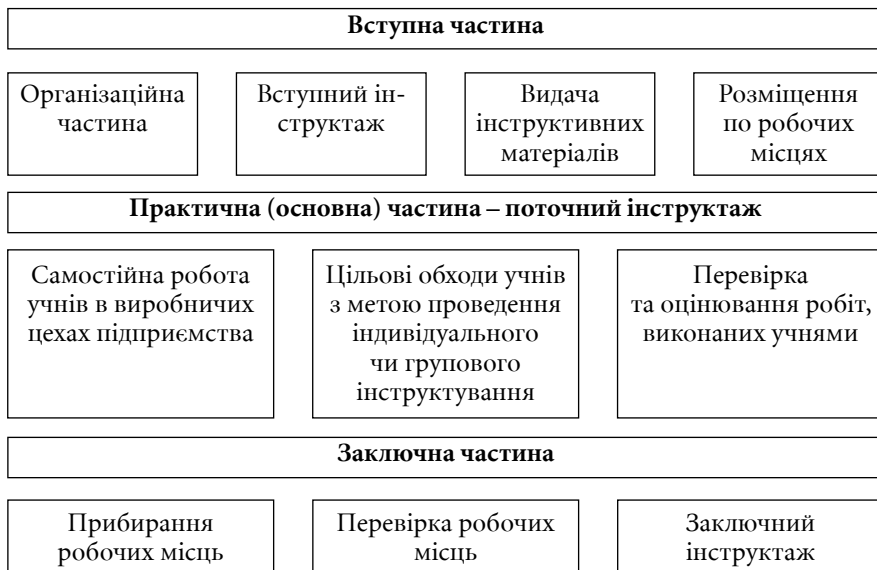 Вступна частина
Організаційна
частина
Вступний ін-
структаж
Видача
інструктивних
матеріалів
Розміщення
по робочих
місцях
Практична (основна) частина – поточний інструктаж
Самостійна робота
учнів в виробничих
цехах підприємства
Цільові обходи учнів
з метою проведення
індивідуального
чи групового
інструктування
Перевірка
та оцінювання робіт,
виконаних учнями
Заключна частина
Прибирання
робочих місць
Перевірка робочих
місць
Заключний
інструктаж